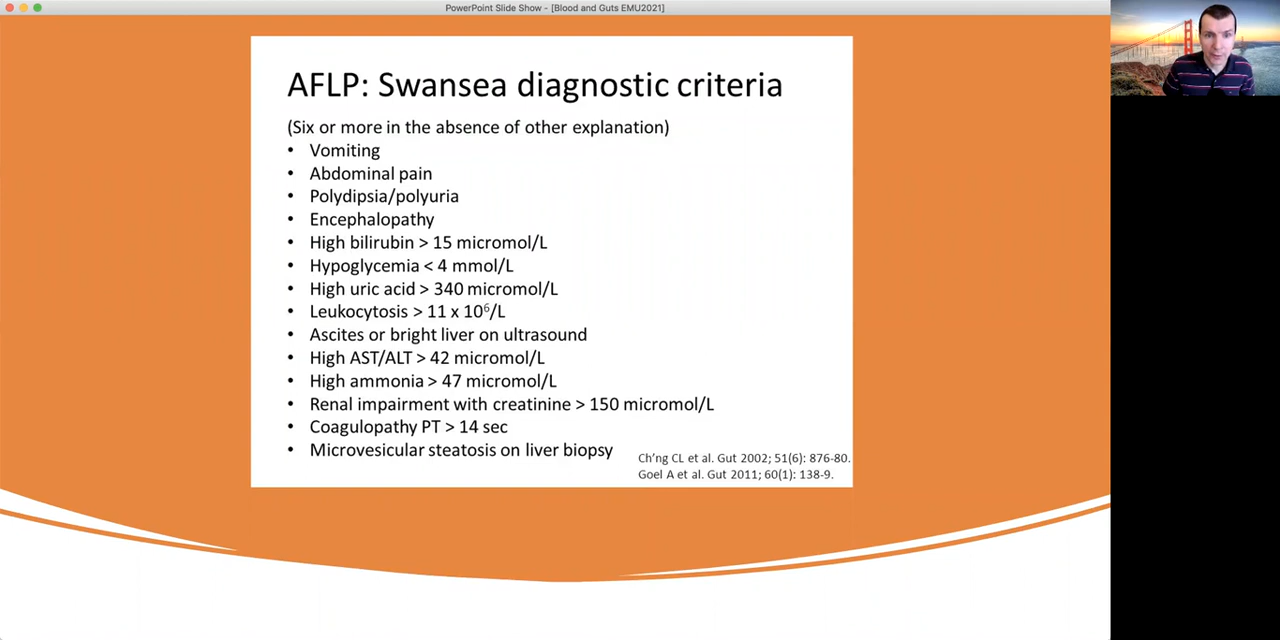 PowerPoint Slide Show - [Blood and Guts EMU2021]
AFLP: Swansea diagnostic criteria
(Six or more in the absence of other explanation)
• Vomiting
• Abdominal pain
• Polydipsia/polyuria
• Encephalopathy
• High bilirubin > 15 micromol/L
• Hypoglycemia < 4 mmol/L
• High uric acid > 340 micromol/L
• Leukocytosis > 11 x 10⁶/L
• Ascites or bright liver on ultrasound
• High AST/ALT > 42 micromol/L
• High ammonia > 47 micromol/L
• Renal impairment with creatinine > 150 micromol/L
• Coagulopathy PT > 14 sec
• Microvesicular steatosis on liver biopsy
Ch'ng CL et al. Gut 2002; 51(6): 876-80.
Goel A et al. Gut 2011; 60(1): 138-9.